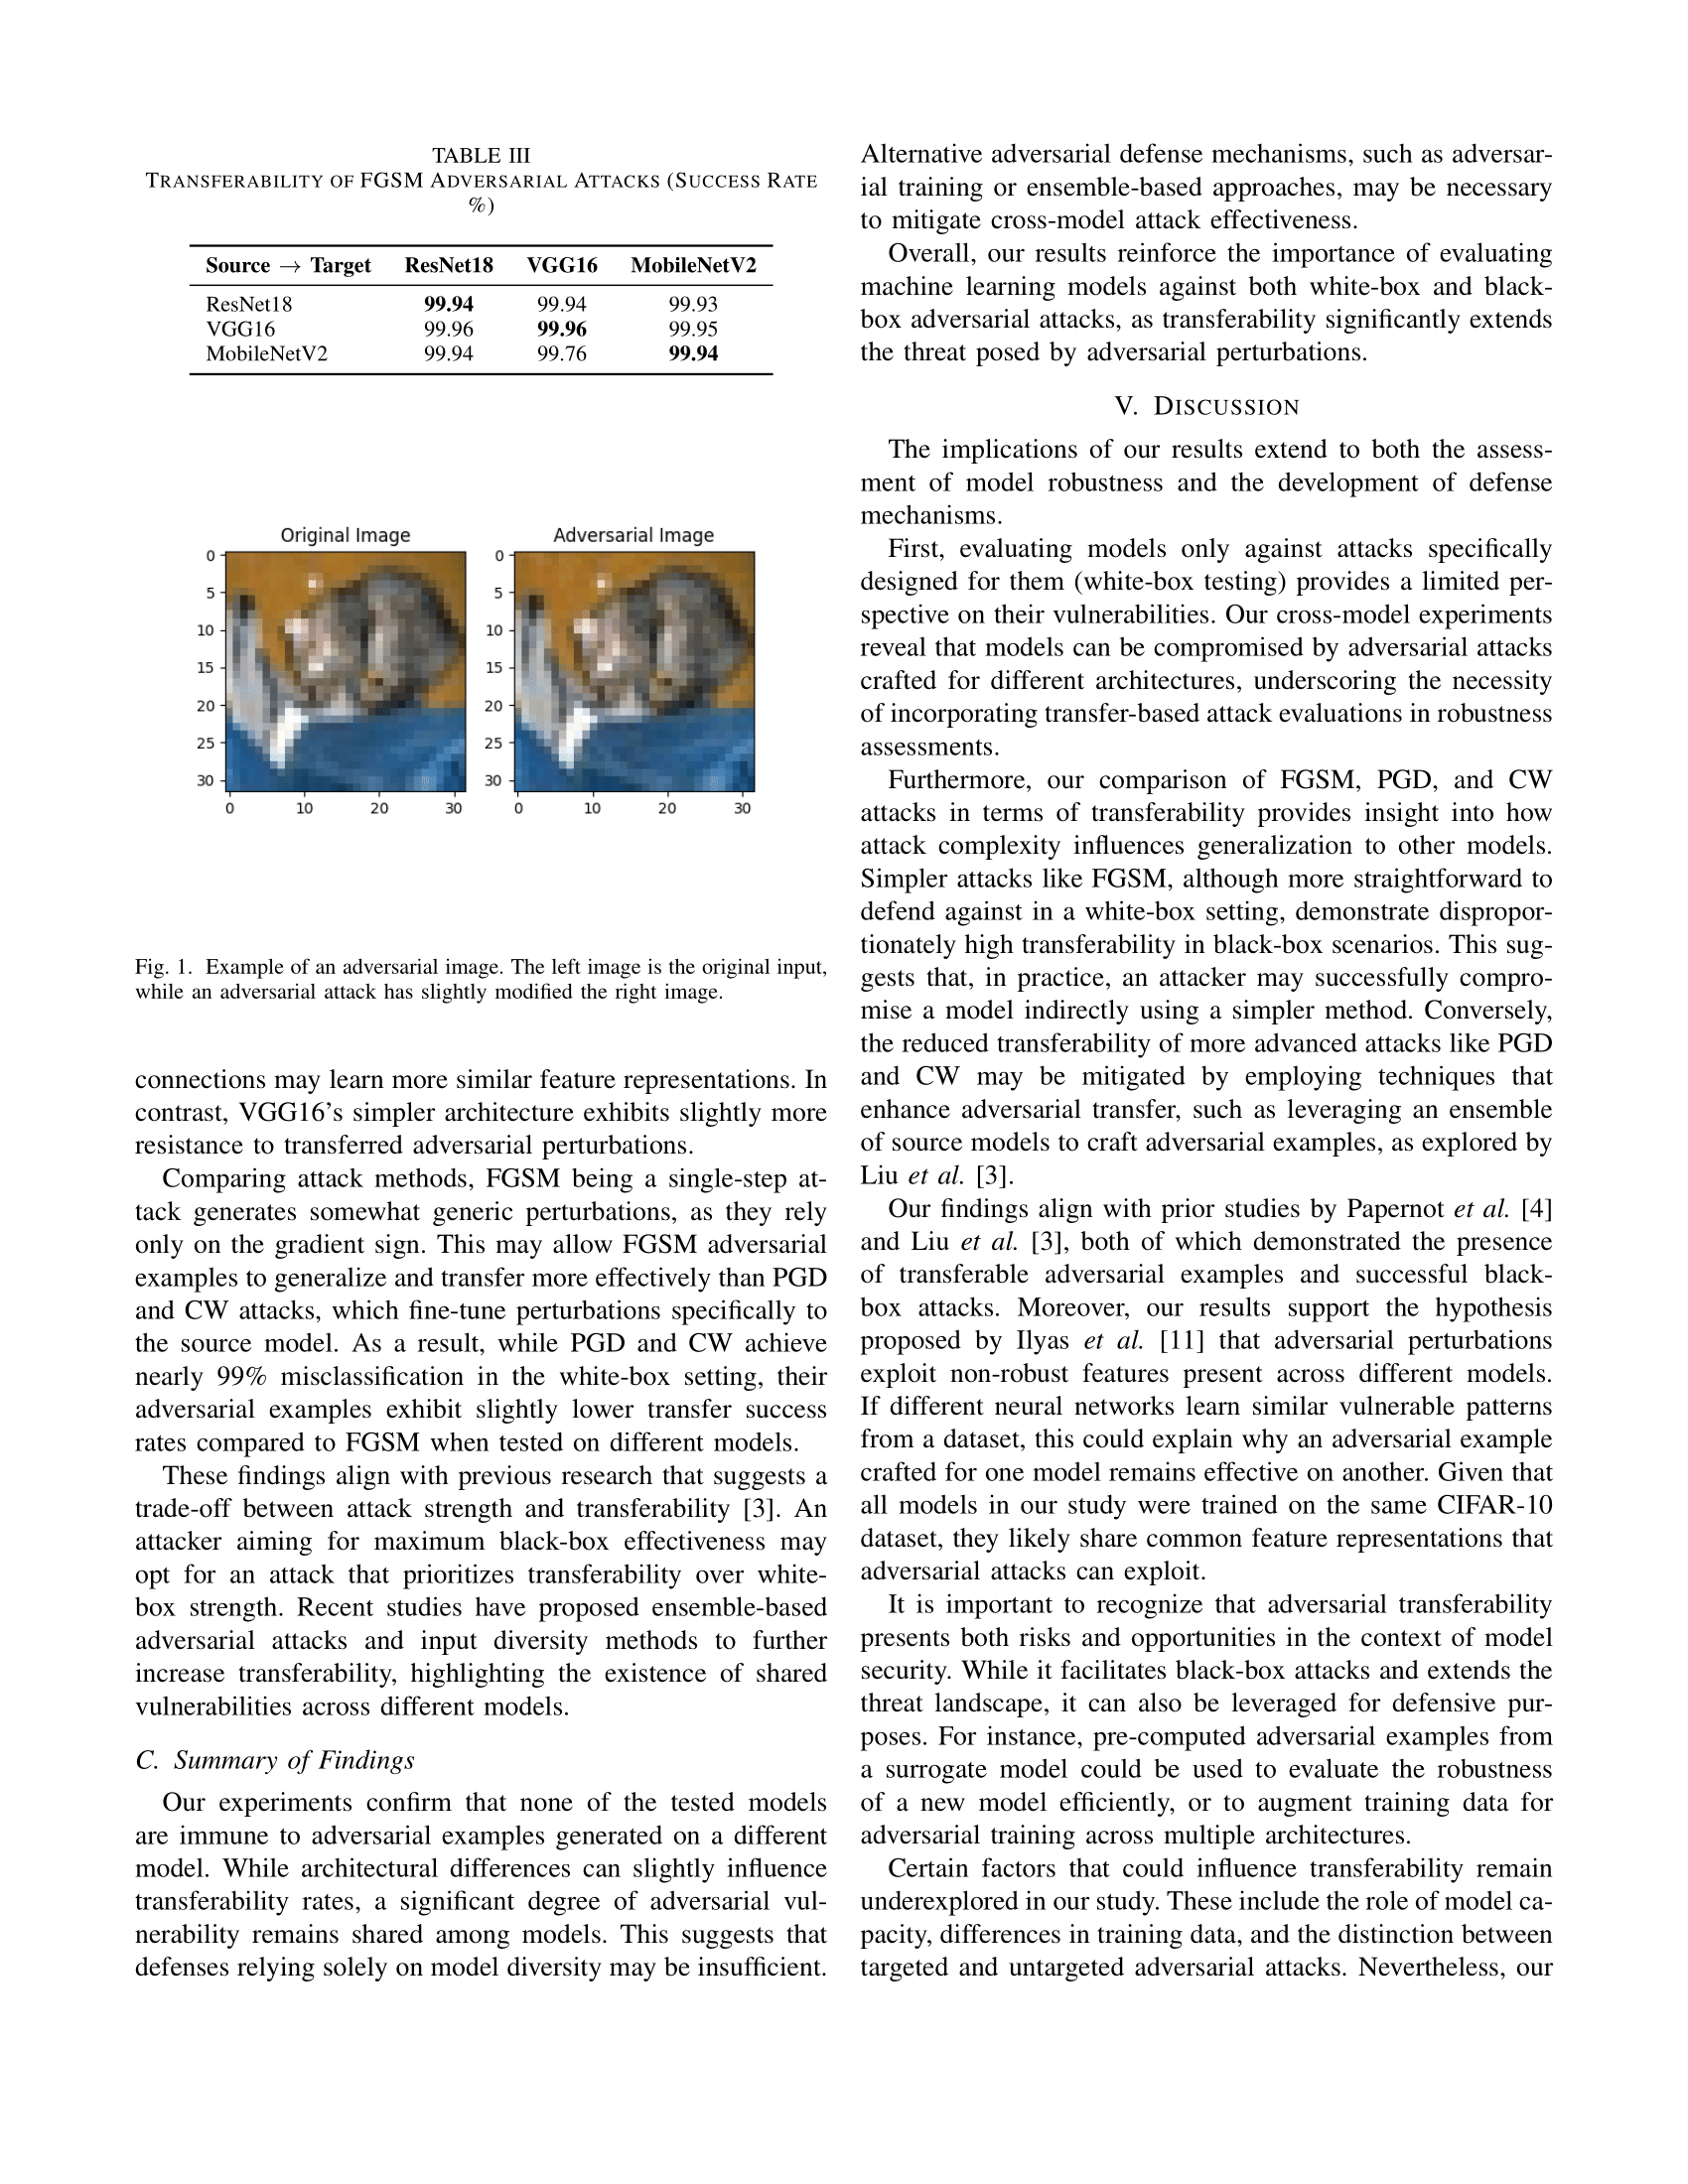 TABLE III
TRANSFERABILITY OF FGSM ADVERSARIAL ATTACKS (SUCCESS RATE
%)
Source → Target ResNet18 VGG16 MobileNetV2
ResNet18 99.94 99.94 99.93
VGG16 99.96 99.96 99.95
MobileNetV2 99.94 99.76 99.94
Original Image
0
5
10
15
20
25
30
0 10 20 30
Adversarial Image
0
5
10
15
20
25
30
0 10 20 30
Fig. 1. Example of an adversarial image. The left image is the original input,
while an adversarial attack has slightly modified the right image.
connections may learn more similar feature representations. In
contrast, VGG16's simpler architecture exhibits slightly more
resistance to transferred adversarial perturbations.
Comparing attack methods, FGSM being a single-step at-
tack generates somewhat generic perturbations, as they rely
only on the gradient sign. This may allow FGSM adversarial
examples to generalize and transfer more effectively than PGD
and CW attacks, which fine-tune perturbations specifically to
the source model. As a result, while PGD and CW achieve
nearly 99% misclassification in the white-box setting, their
adversarial examples exhibit slightly lower transfer success
rates compared to FGSM when tested on different models.
These findings align with previous research that suggests a
trade-off between attack strength and transferability [3]. An
attacker aiming for maximum black-box effectiveness may
opt for an attack that prioritizes transferability over white-
box strength. Recent studies have proposed ensemble-based
adversarial attacks and input diversity methods to further
increase transferability, highlighting the existence of shared
vulnerabilities across different models.
C. Summary of Findings
Our experiments confirm that none of the tested models
are immune to adversarial examples generated on a different
model. While architectural differences can slightly influence
transferability rates, a significant degree of adversarial vul-
nerability remains shared among models. This suggests that
defenses relying solely on model diversity may be insufficient.
Alternative adversarial defense mechanisms, such as adversar-
ial training or ensemble-based approaches, may be necessary
to mitigate cross-model attack effectiveness.
Overall, our results reinforce the importance of evaluating
machine learning models against both white-box and black-
box adversarial attacks, as transferability significantly extends
the threat posed by adversarial perturbations.
V. DISCUSSION
The implications of our results extend to both the assess-
ment of model robustness and the development of defense
mechanisms.
First, evaluating models only against attacks specifically
designed for them (white-box testing) provides a limited per-
spective on their vulnerabilities. Our cross-model experiments
reveal that models can be compromised by adversarial attacks
crafted for different architectures, underscoring the necessity
of incorporating transfer-based attack evaluations in robustness
assessments.
Furthermore, our comparison of FGSM, PGD, and CW
attacks in terms of transferability provides insight into how
attack complexity influences generalization to other models.
Simpler attacks like FGSM, although more straightforward to
defend against in a white-box setting, demonstrate dispropor-
tionately high transferability in black-box scenarios. This sug-
gests that, in practice, an attacker may successfully compro-
mise a model indirectly using a simpler method. Conversely,
the reduced transferability of more advanced attacks like PGD
and CW may be mitigated by employing techniques that
enhance adversarial transfer, such as leveraging an ensemble
of source models to craft adversarial examples, as explored by
Liu et al. [3].
Our findings align with prior studies by Papernot et al. [4]
and Liu et al. [3], both of which demonstrated the presence
of transferable adversarial examples and successful black-
box attacks. Moreover, our results support the hypothesis
proposed by Ilyas et al. [11] that adversarial perturbations
exploit non-robust features present across different models.
If different neural networks learn similar vulnerable patterns
from a dataset, this could explain why an adversarial example
crafted for one model remains effective on another. Given that
all models in our study were trained on the same CIFAR-10
dataset, they likely share common feature representations that
adversarial attacks can exploit.
It is important to recognize that adversarial transferability
presents both risks and opportunities in the context of model
security. While it facilitates black-box attacks and extends the
threat landscape, it can also be leveraged for defensive pur-
poses. For instance, pre-computed adversarial examples from
a surrogate model could be used to evaluate the robustness
of a new model efficiently, or to augment training data for
adversarial training across multiple architectures.
Certain factors that could influence transferability remain
underexplored in our study. These include the role of model ca-
pacity, differences in training data, and the distinction between
targeted and untargeted adversarial attacks. Nevertheless, our